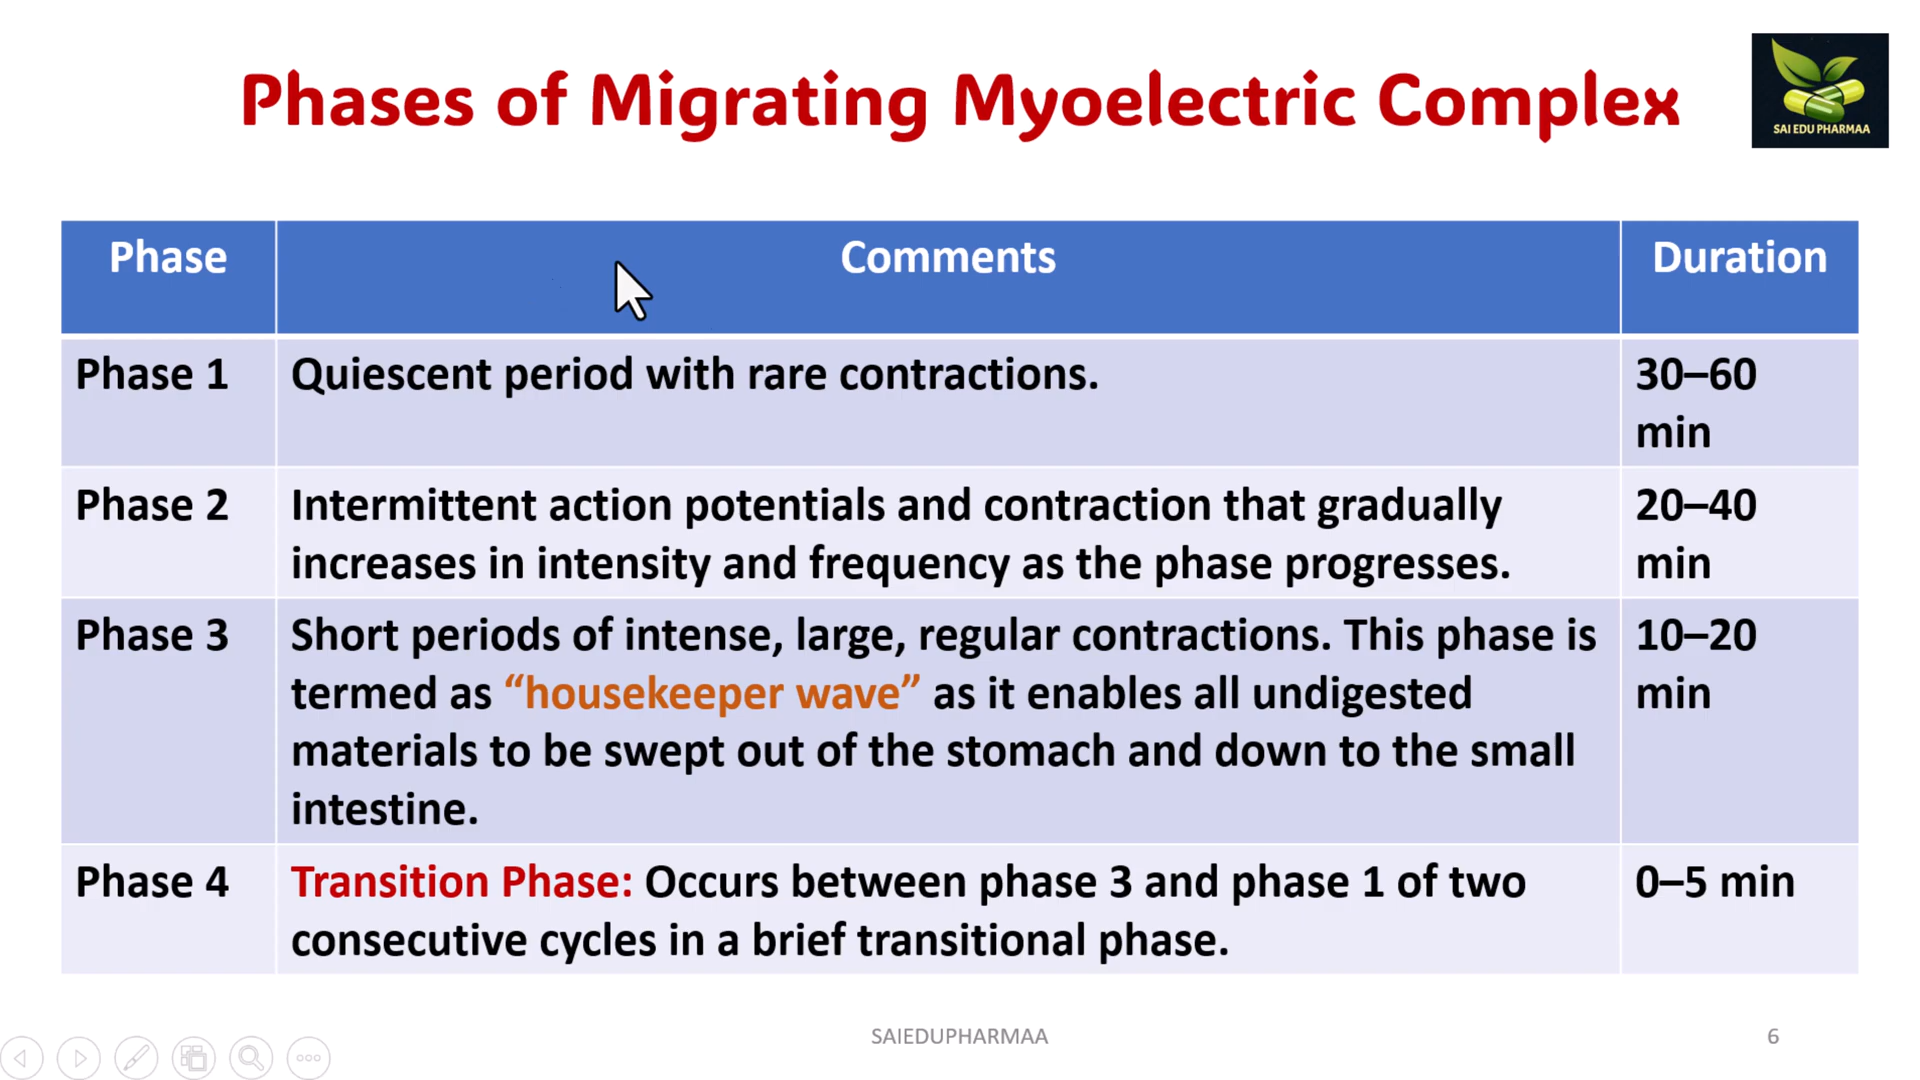 Phases of Migrating Myoelectric Complex
SAI EDU PHARMAA
Phase
Comments
Duration
Phase 1
Quiescent period with rare contractions.
30–60
min
Phase 2
Intermittent action potentials and contraction that gradually
increases in intensity and frequency as the phase progresses.
20–40
min
Phase 3
Short periods of intense, large, regular contractions. This phase is
termed as “housekeeper wave” as it enables all undigested
materials to be swept out of the stomach and down to the small
intestine.
10–20
min
Phase 4
Transition Phase: Occurs between phase 3 and phase 1 of two
consecutive cycles in a brief transitional phase.
0–5 min
SAIEDUPHARMAA
6